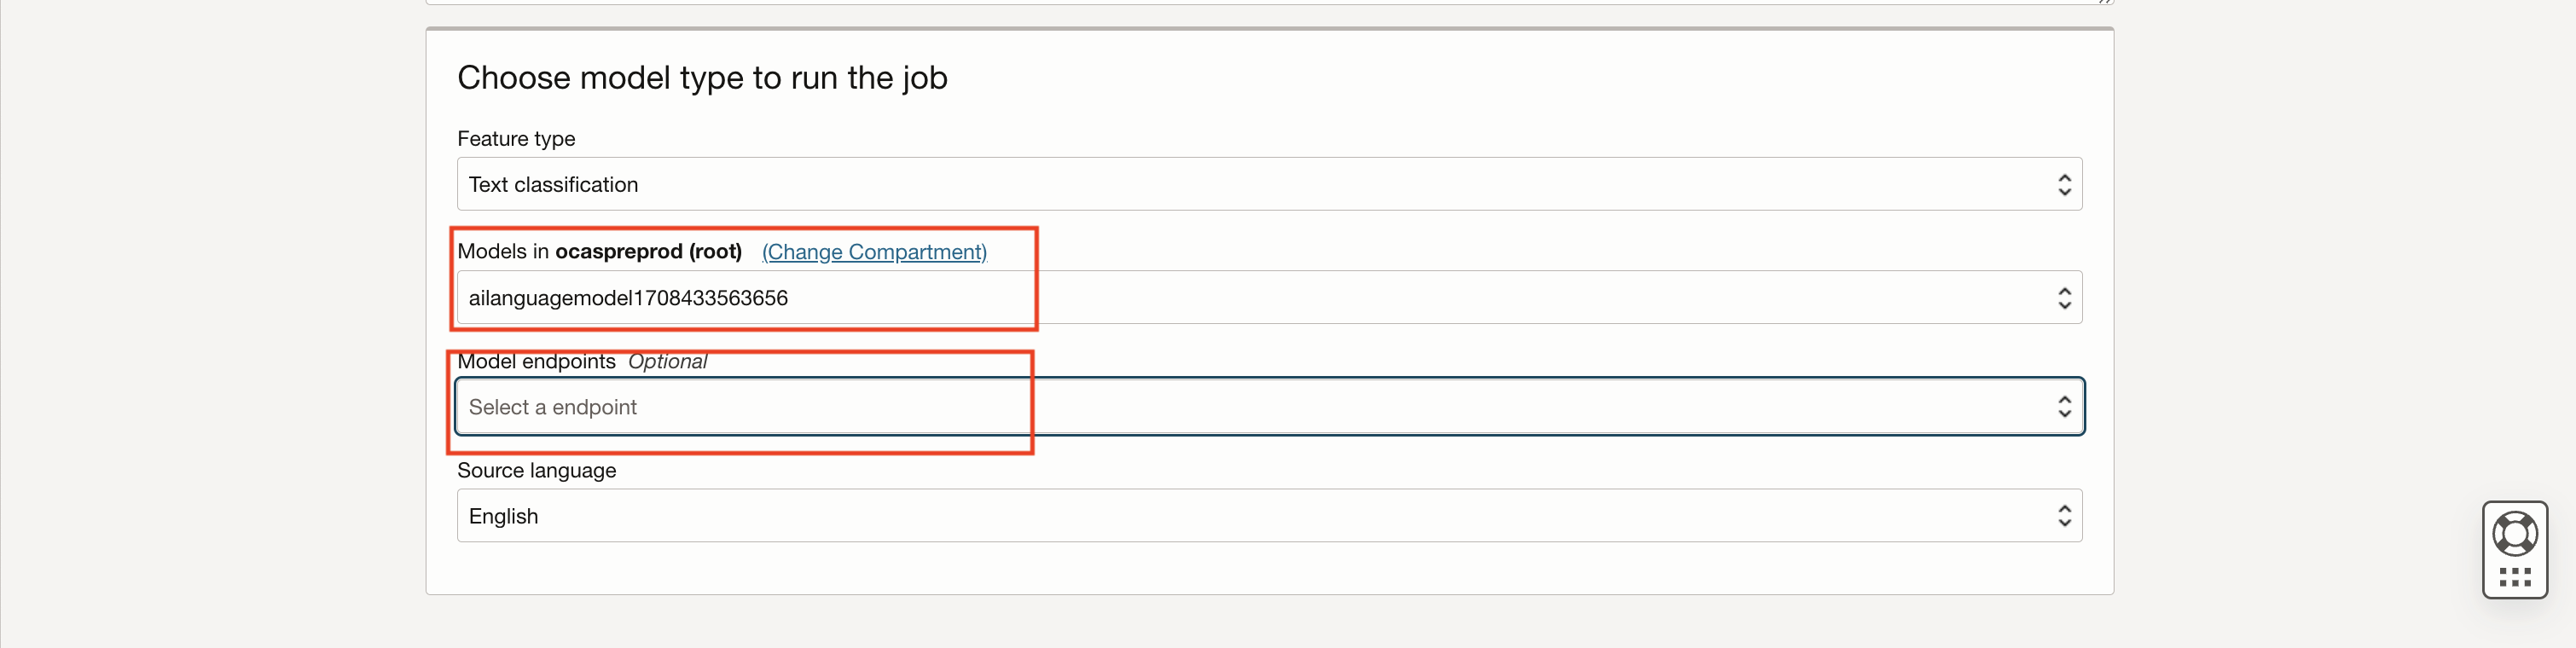 Choose model type to run the job
Feature type
Text classification
Models in ocaspreprod (root) (Change Compartment)
ailanguagemodel1708433563656
Model endpoints Optional
Select a endpoint
Source language
English